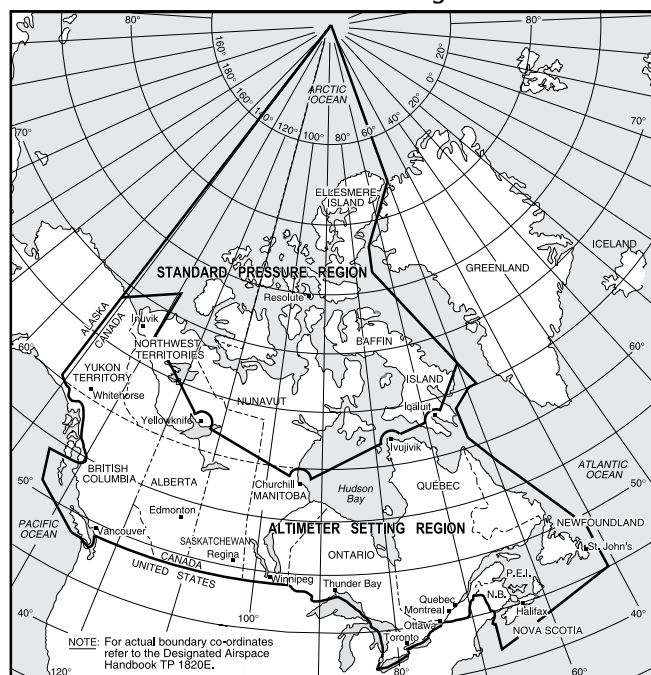 80°
80°
160°
160°
140°
140°
120°
100°
80°
60°
40°
20°
0°
ARCTIC
OCEAN
70°
70°
ELLESMERE
ISLAND
ICELAND
GREENLAND
STANDARD PRESSURE REGION
Resolute
ALASKA
CANADA
Inuvik
NORTHWEST
TERRITORIES
BAFFIN
ISLAND
60°
60°
YUKON
TERRITORY
Whitehorse
NUNAVUT
Iqaluit
Yellowknife
Ivujivik
BRITISH
COLUMBIA
ALBERTA
Churchill
MANITOBA
Hudson
Bay
QUÉBEC
ATLANTIC
OCEAN
50°
50°
Edmonton
PACIFIC
OCEAN
Vancouver
SASKATCHEWAN
Regina
ALTIMETER SETTING REGION
NEWFOUNDLAND
St. John's
ONTARIO
CANADA
UNITED STATES
Winnipeg
Thunder Bay
P.E.I.
N.B.
Quebec
Montreal
Ottawa
Toronto
Halifax
NOVA SCOTIA
40°
40°
100°
NOTE: For actual boundary co-ordinates
refer to the Designated Airspace
Handbook TP 1820E.
120°
80°
60°